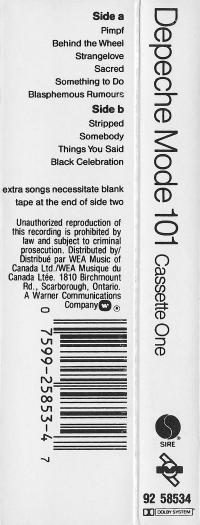 Side a
Pimpf
Behind the Wheel
Strangelove
Sacred
Something to Do
Blasphemous Rumours
Side b
Stripped
Somebody
Things You Said
Black Celebration
extra songs necessitate blank
tape at the end of side two
Unauthorized reproduction of
this recording is prohibited by
law and subject to criminal
prosecution. Distributed by/
Distribué par WEA Music of
Canada Ltd./WEA Musique du
Canada Ltée. 1810 Birchmount
Rd., Scarborough, Ontario.
A Warner Communications
Company ®
0 7599-25853-4 7
Depeche Mode 101 Cassette One
SIRE
92 58534
DOLBY SYSTEM